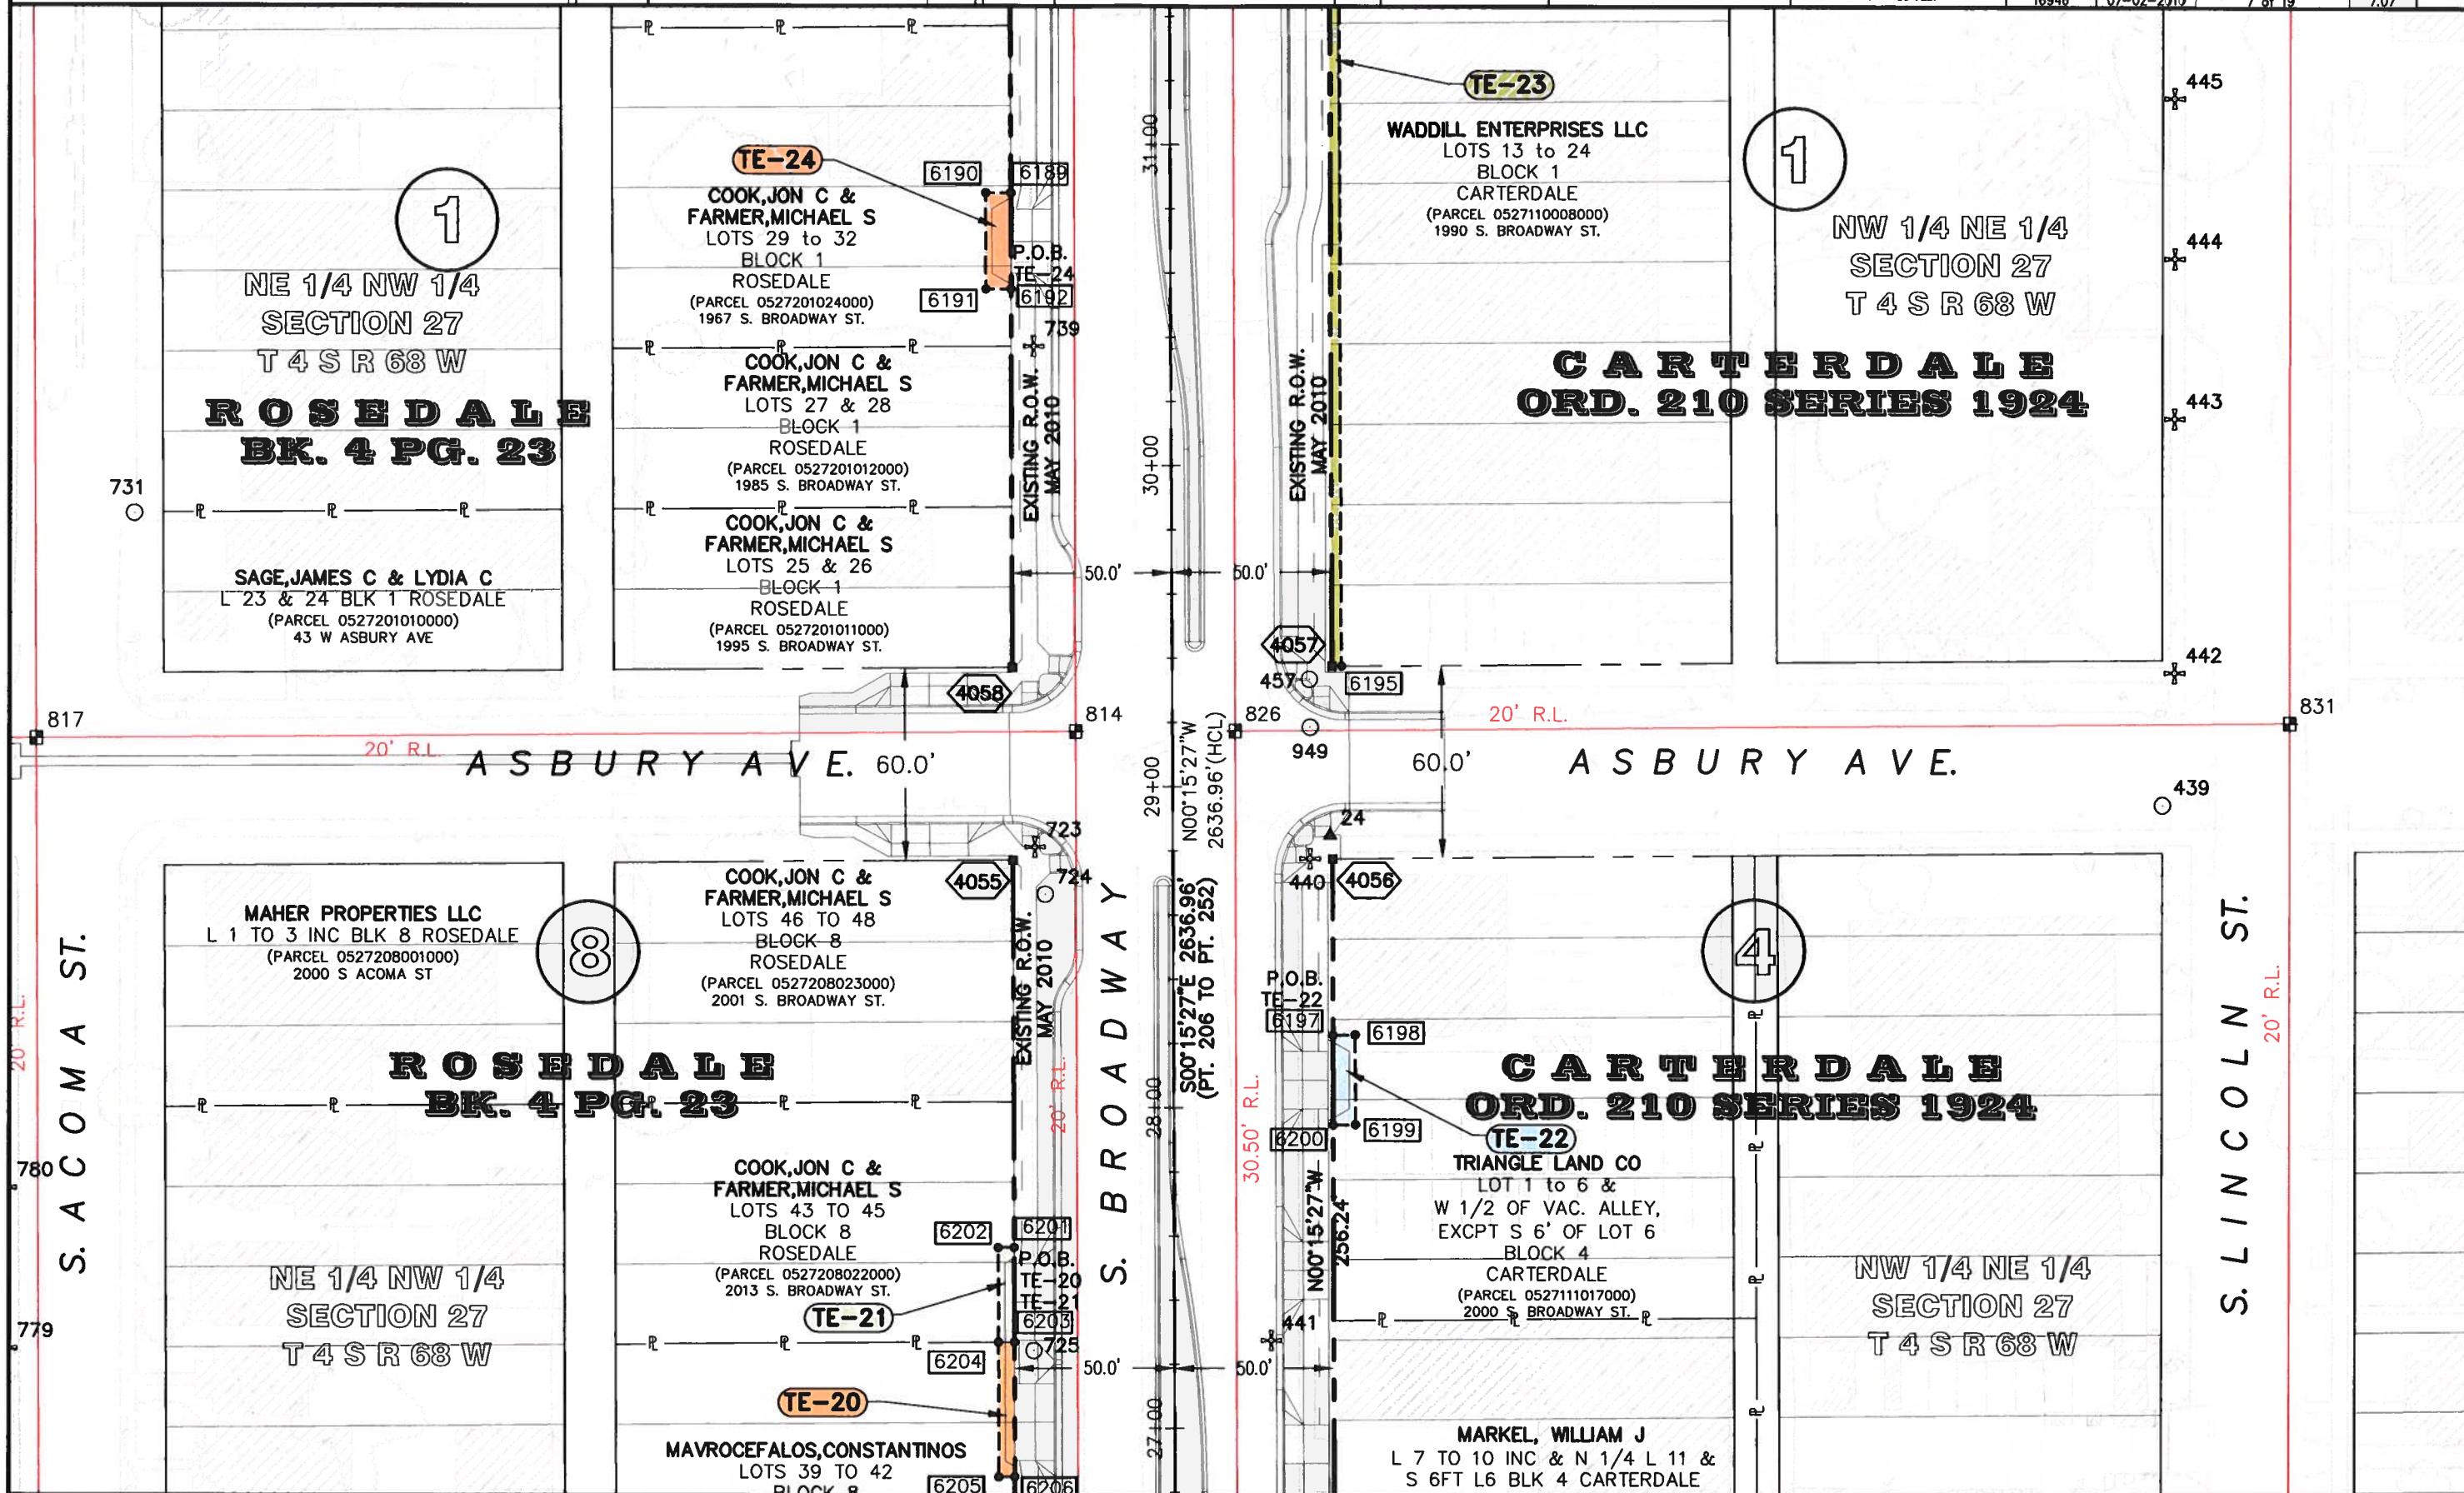 16946 07-02-2010 7 of 19 7.07
TE-23
WADDILL ENTERPRISES LLC
LOTS 13 to 24
BLOCK 1
CARTERDALE
(PARCEL 0527110008000)
1990 S. BROADWAY ST.
1
NW 1/4 NE 1/4
SECTION 27
T 4 S R 68 W
445
444
443
442
CARTERDALE
ORD. 210 SERIES 1924
TE-24
6190
6189
COOK,JON C &
FARMER,MICHAEL S
LOTS 29 to 32
BLOCK 1
ROSEDALE
(PARCEL 0527201024000)
1967 S. BROADWAY ST.
P.O.B.
TE-24
6191
6192
739
1
NE 1/4 NW 1/4
SECTION 27
T 4 S R 68 W
ROSEDALE
BK. 4 PG. 23
731
COOK,JON C &
FARMER,MICHAEL S
LOTS 27 & 28
BLOCK 1
ROSEDALE
(PARCEL 0527201012000)
1985 S. BROADWAY ST.
EXISTING R.O.W.
MAY 2010
31+00
30+00
EXISTING R.O.W.
MAY 2010
COOK,JON C &
FARMER,MICHAEL S
LOTS 25 & 26
BLOCK 1
ROSEDALE
(PARCEL 0527201011000)
1995 S. BROADWAY ST.
SAGE,JAMES C & LYDIA C
L 23 & 24 BLK 1 ROSEDALE
(PARCEL 0527201010000)
43 W ASBURY AVE
50.0'
50.0'
4057
457
6195
4058
817
814
826
831
20' R.L.
20' R.L.
949
ASBURY AVE.
60.0'
60.0'
ASBURY AVE.
439
29+00
N00°15'27"W
2636.96'(HCL)
24
723
724
4055
440
4056
COOK,JON C &
FARMER,MICHAEL S
LOTS 46 TO 48
BLOCK 8
ROSEDALE
(PARCEL 0527208023000)
2001 S. BROADWAY ST.
MAHER PROPERTIES LLC
L 1 TO 3 INC BLK 8 ROSEDALE
(PARCEL 0527208001000)
2000 S ACOMA ST
8
EXISTING R.O.W.
MAY 2010
S. BROADWAY
S00°15'27"E 2636.96'
(PT. 206 TO PT. 252)
4
P.O.B.
TE-22
6197
6198
6199
6200
TE-22
ROSEDALE
BK. 4 PG. 23
CARTERDALE
ORD. 210 SERIES 1924
S. ACOMA ST.
S. LINCOLN ST.
20' R.L.
20' R.L.
30.50' R.L.
20' R.L.
28+00
780
779
TRIANGLE LAND CO
LOT 1 to 6 &
W 1/2 OF VAC. ALLEY,
EXCPT S 6' OF LOT 6
BLOCK 4
CARTERDALE
(PARCEL 0527111017000)
2000 S. BROADWAY ST.
N00°15'27"W
256.24'
COOK,JON C &
FARMER,MICHAEL S
LOTS 43 TO 45
BLOCK 8
ROSEDALE
(PARCEL 0527208022000)
2013 S. BROADWAY ST.
6202
6201
P.O.B.
TE-20
TE-21
6203
TE-21
725
6204
441
50.0'
50.0'
NE 1/4 NW 1/4
SECTION 27
T 4 S R 68 W
NW 1/4 NE 1/4
SECTION 27
T 4 S R 68 W
TE-20
27+00
MAVROCEFALOS,CONSTANTINOS
LOTS 39 TO 42
BLOCK 8
6205
6206
MARKEL, WILLIAM J
L 7 TO 10 INC & N 1/4 L 11 &
S 6FT L6 BLK 4 CARTERDALE